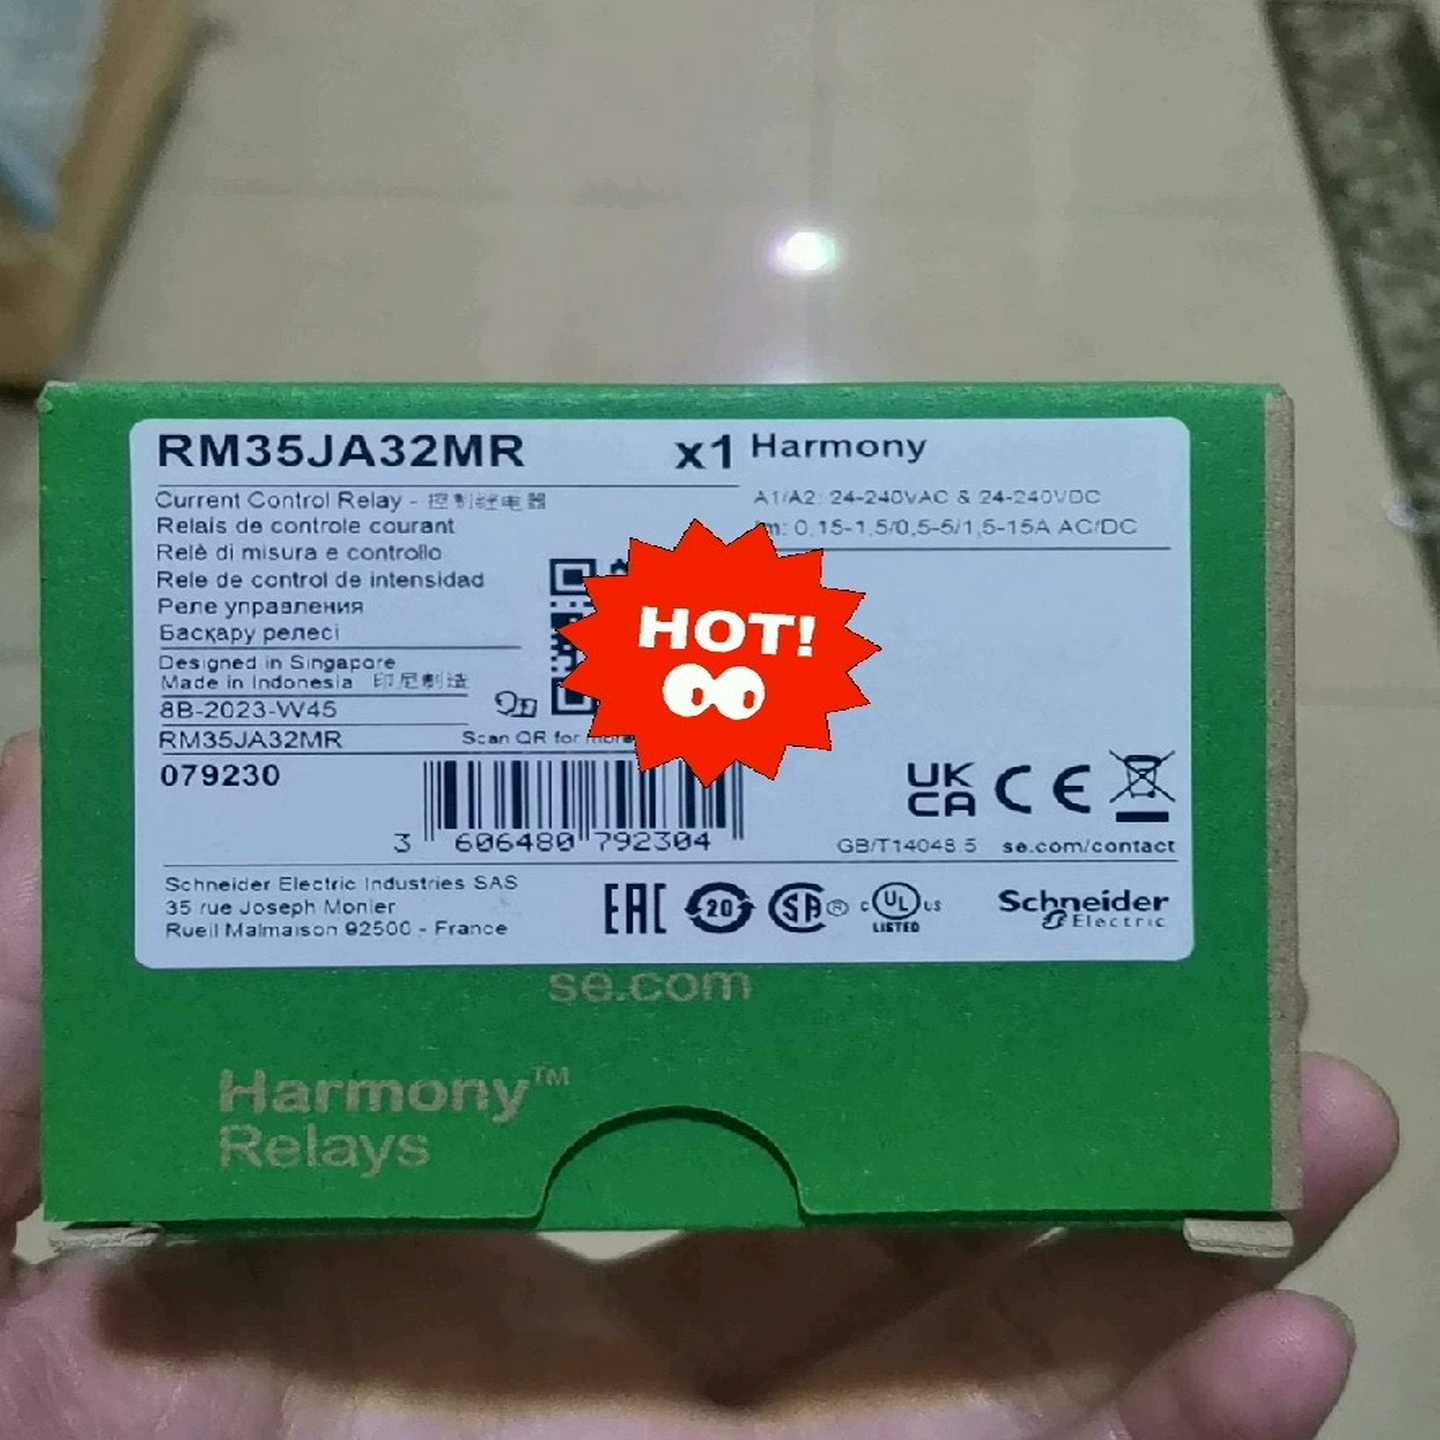 RM35JA32MR x1 Harmony
Current Control Relay - 控制继电器
A1/A2: 24-240VAC & 24-240VDC
Relais de controle courant
Im: 0,15-1,5/0,5-5/1,5-15A AC/DC
Relè di misura e controllo
Rele de control de intensidad
Реле управления
Басқару релесі
HOT!
Designed in Singapore
Made in Indonesia 印尼制造
8B-2023-W45
RM35JA32MR
Scan QR for more
079230
3 606480 792304
UK
CA
CE
GB/T14048.5 se.com/contact
Schneider Electric Industries SAS
35 rue Joseph Monier
Rueil Malmaison 92500 - France
EAC 20 SA® c UL us
LISTED
Schneider
Electric
se.com
Harmony™
Relays